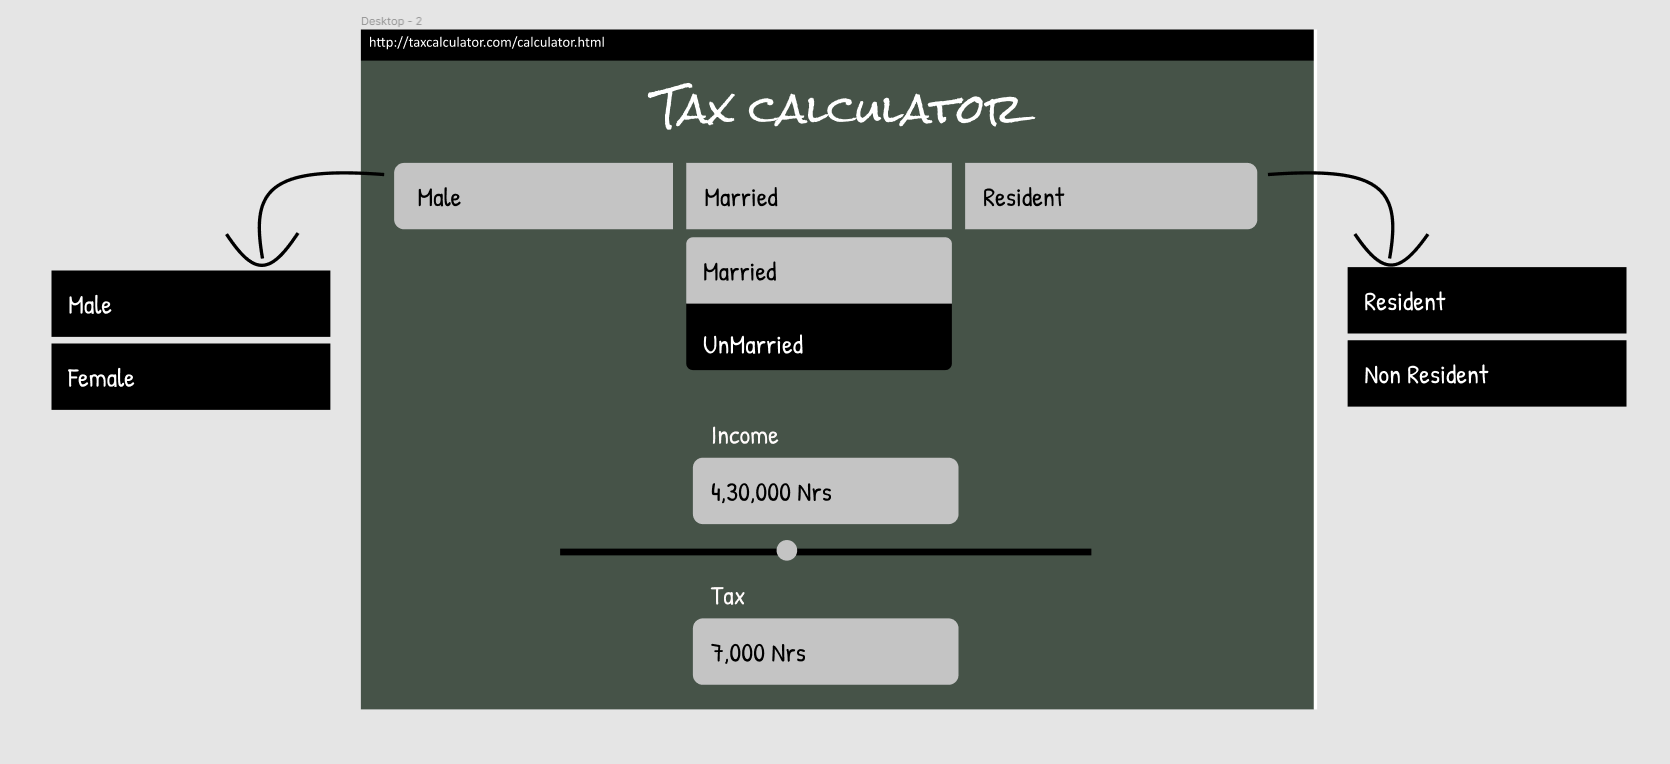 Desktop - 2
http://taxcalculator.com/calculator.html
Tax calculator
Male
Married
Resident
Married
UnMarried
Male
Female
Resident
Non Resident
Income
4,30,000 Nrs
Tax
7,000 Nrs